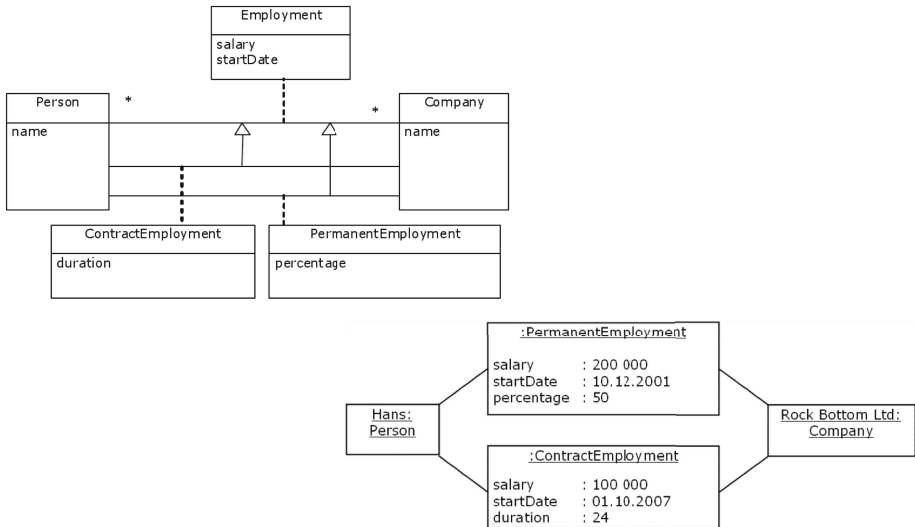 Employment
salary
startDate
Person
*
*
Company
name
name
ContractEmployment
duration
PermanentEmployment
percentage
:PermanentEmployment
salary : 200 000
startDate : 10.12.2001
percentage : 50
Hans:
Person
Rock Bottom Ltd:
Company
:ContractEmployment
salary : 100 000
startDate : 01.10.2007
duration : 24